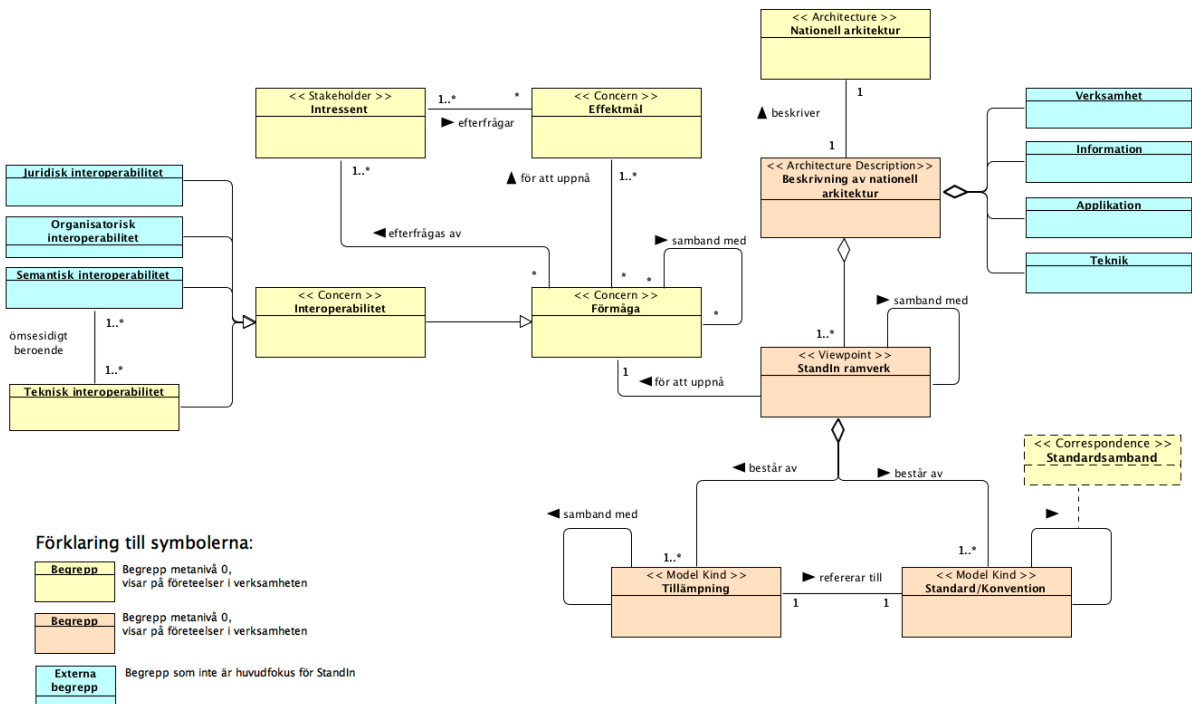 << Architecture >>
Nationell arkitektur
1
beskriver
1
<< Stakeholder >>
Intressent
1..*
*
efterfrågar
<< Concern >>
Effektmål
1..*
för att uppnå
1..*
efterfrågas av
*
*
*
samband med
*
<< Architecture Description>>
Beskrivning av nationell
arkitektur
Verksamhet
Information
Applikation
Teknik
Juridisk interoperabilitet
Organisatorisk
interoperabilitet
Semantisk interoperabilitet
1..*
ömsesidigt
beroende
1..*
Teknisk interoperabilitet
<< Concern >>
Interoperabilitet
<< Concern >>
Förmåga
1
för att uppnå
1..*
samband med
<< Viewpoint >>
StandIn ramverk
består av
består av
<< Correspondence >>
Standardsamband
samband med
1..*
1..*
<< Model Kind >>
Tillämpning
refererar till
1
1
<< Model Kind >>
Standard/Konvention
Förklaring till symbolerna:
Begrepp
Begrepp metanivå 0,
visar på företeelser i verksamheten
Begrepp
Begrepp metanivå 0,
visar på företeelser i verksamheten
Externa
begrepp
Begrepp som inte är huvudfokus för StandIn